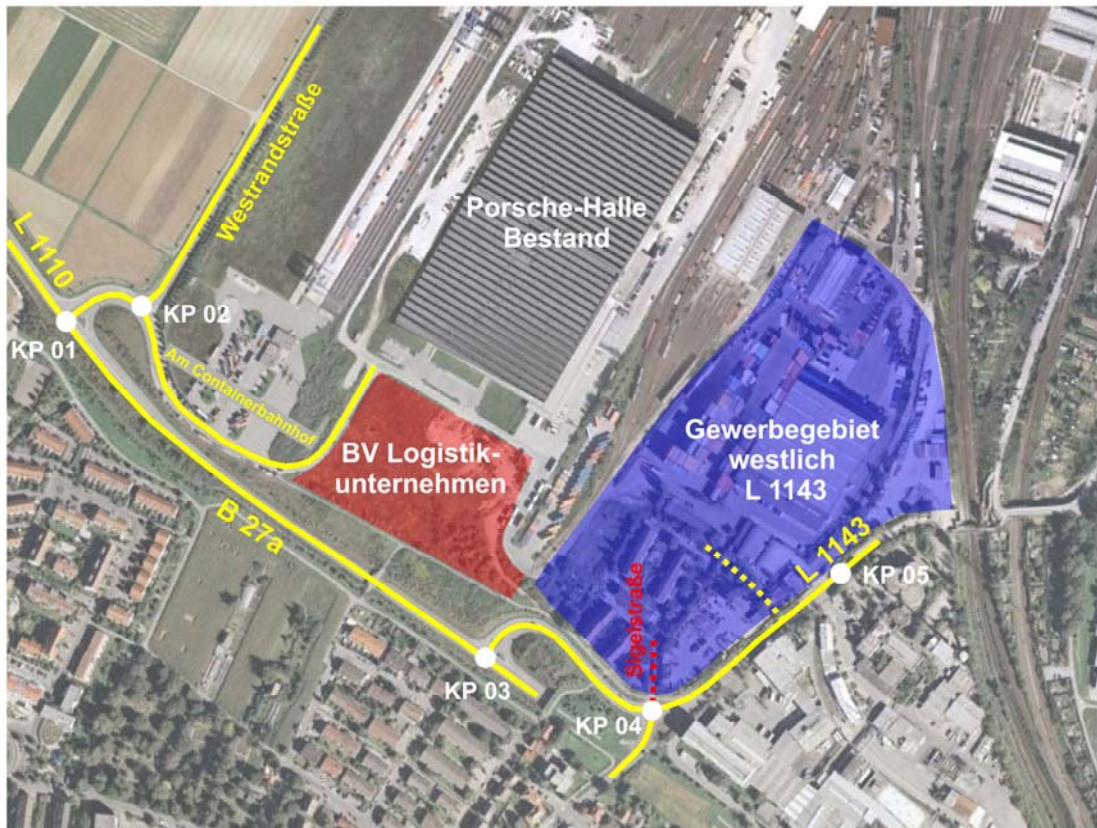 Westrandstraße
L 1110
Porsche-Halle
Bestand
KP 02
KP 01
Am Containerbahnhof
BV Logistik-
unternehmen
Gewerbegebiet
westlich
L 1143
B 27a
L 1143
KP 05
Sigelstraße
KP 03
KP 04